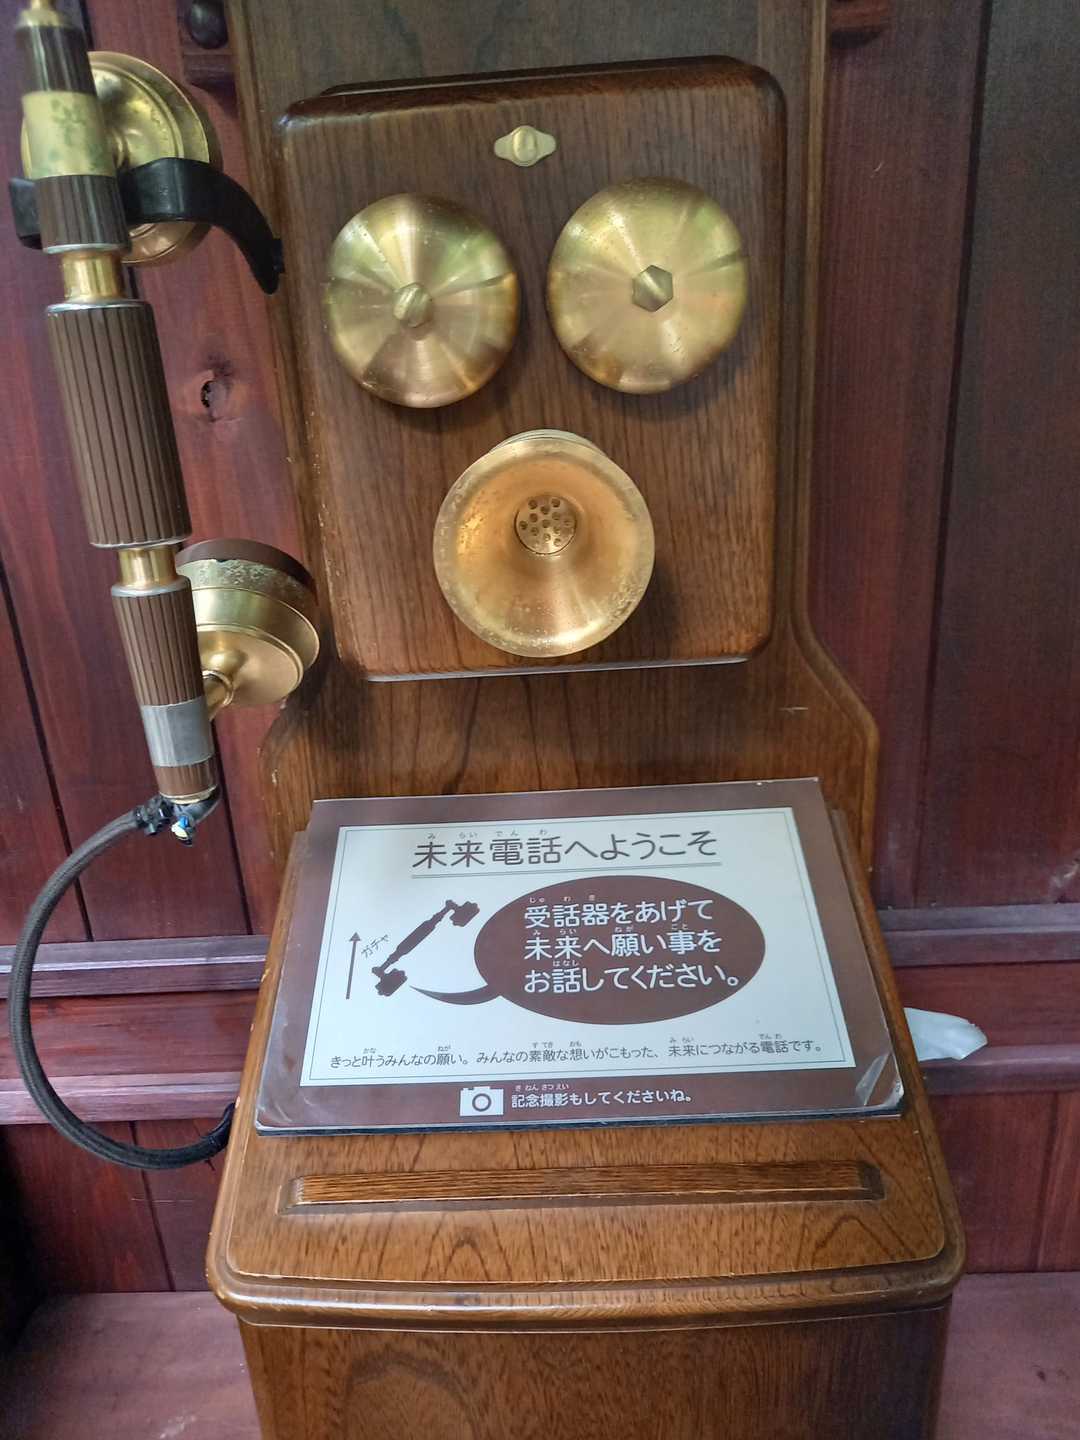 未来電話へようこそ
ガチャ
受話器をあげて
未来へ願い事を
お話してください。
きっと叶うみんなの願い。みんなの素敵な想いがこもった、未来につながる電話です。
記念撮影もしてくださいね。